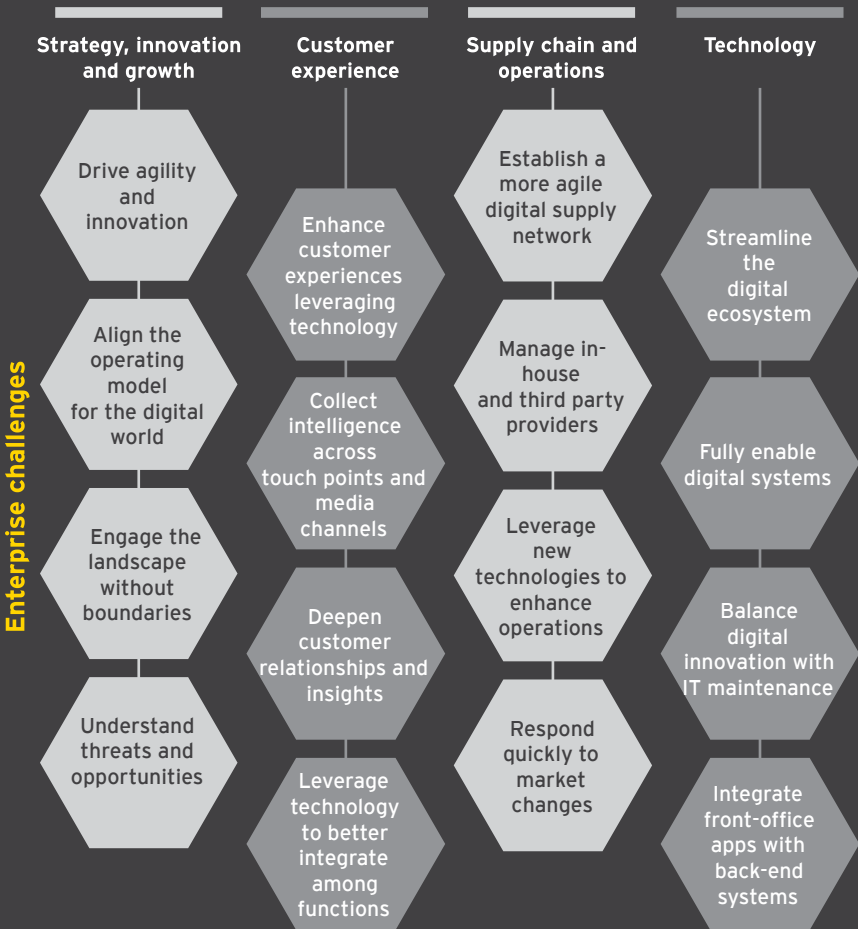 Strategy, innovation
and growth
Customer
experience
Supply chain and
operations
Technology
Enterprise challenges
Drive agility
and
innovation
Align the
operating
model
for the digital
world
Engage the
landscape
without
boundaries
Understand
threats and
opportunities
Enhance
customer
experiences
leveraging
technology
Collect
intelligence
across
touch points and
media
channels
Deepen
customer
relationships and
insights
Leverage
technology
to better
integrate
among
functions
Establish a
more agile
digital supply
network
Manage in-
house
and third party
providers
Leverage
new
technologies to
enhance
operations
Respond
quickly to
market
changes
Streamline
the
digital
ecosystem
Fully enable
digital systems
Balance
digital
innovation with
IT maintenance
Integrate
front-office
apps with
back-end
systems